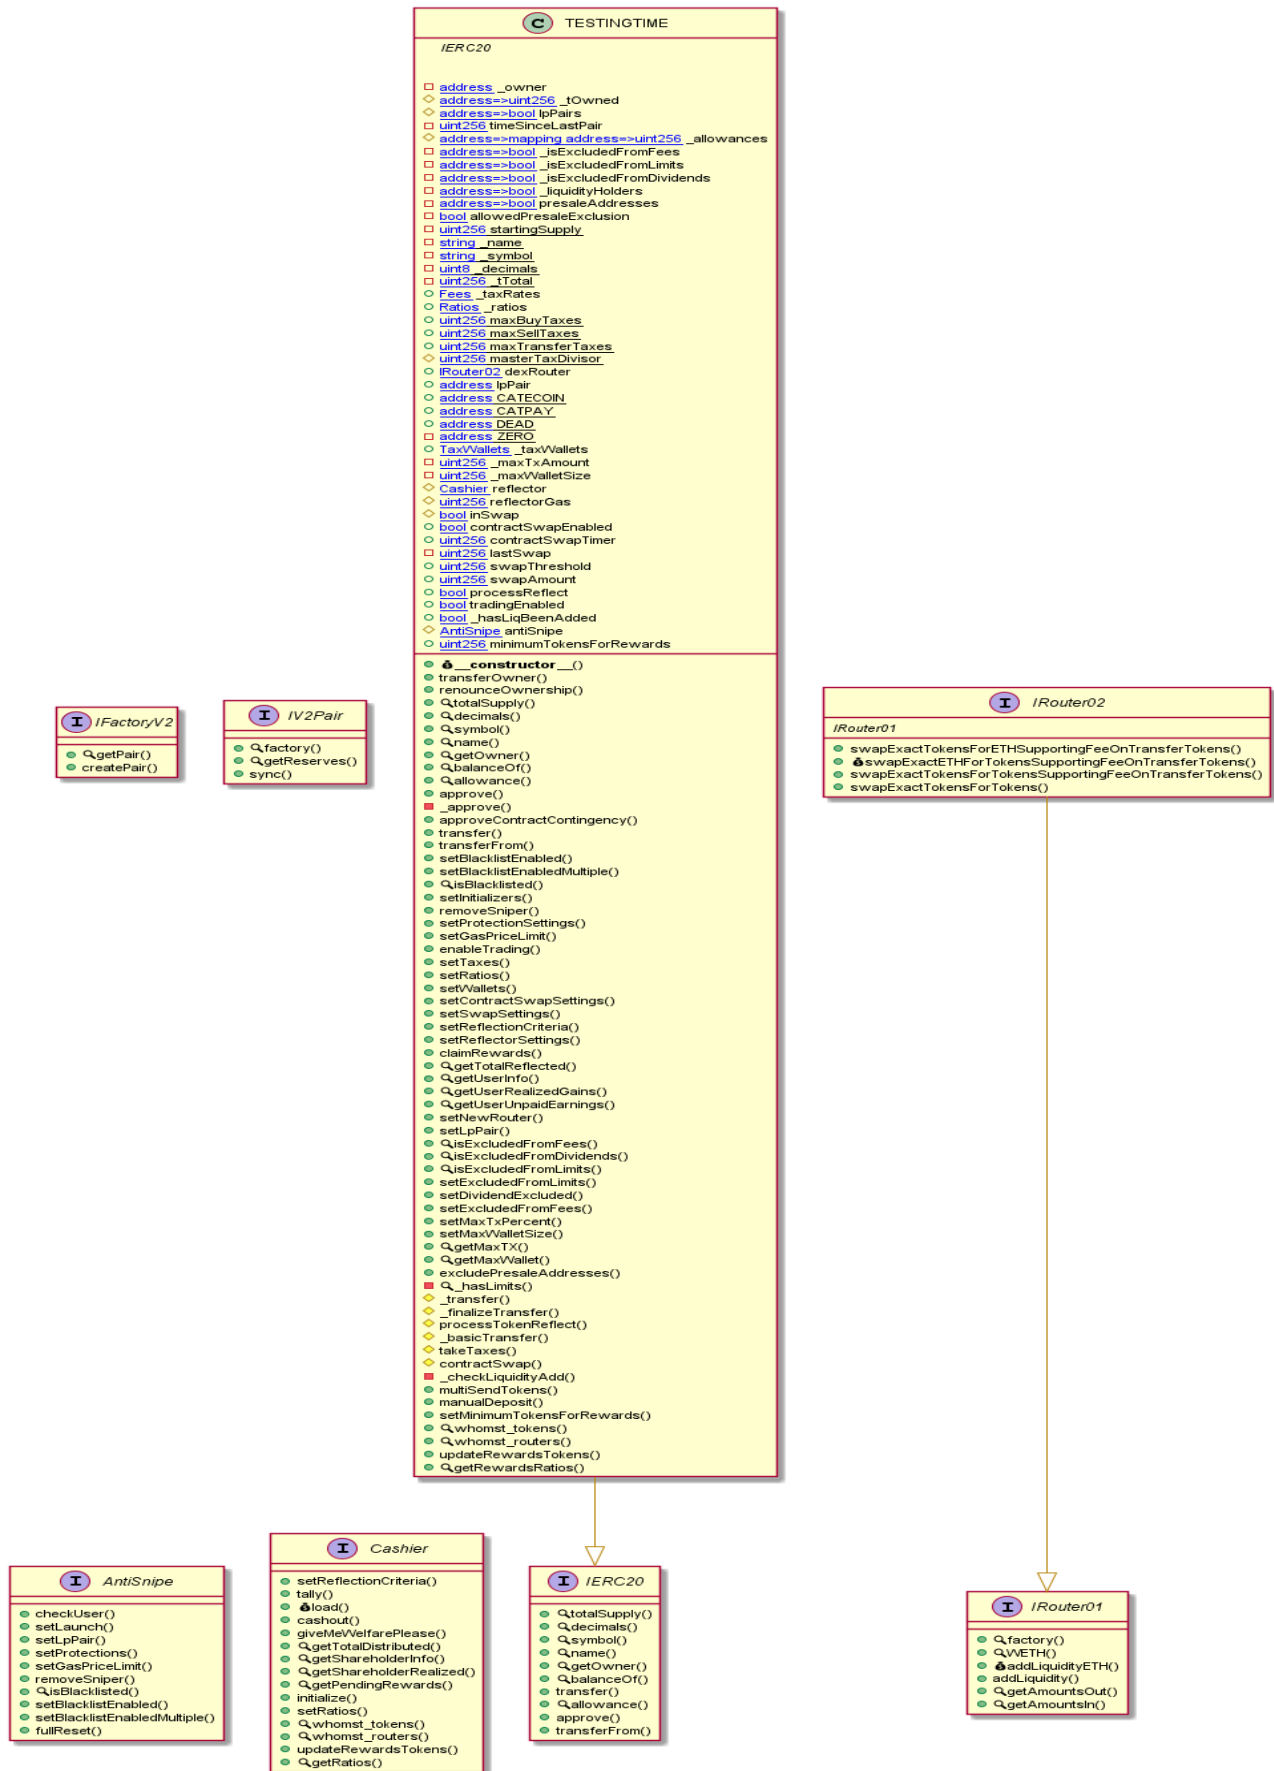 C TESTINGTIME
IERC20
address _owner
address=>uint256 _tOwned
address=>bool lpPairs
uint256 timeSinceLastPair
address=>mapping address=>uint256 _allowances
address=>bool _isExcludedFromFees
address=>bool _isExcludedFromLimits
address=>bool _isExcludedFromDividends
address=>bool _liquidityHolders
address=>bool presaleAddresses
bool allowedPresaleExclusion
uint256 startingSupply
string _name
string _symbol
uint8 _decimals
uint256 _tTotal
Fees _taxRates
Ratios _ratios
uint256 maxBuyTaxes
uint256 maxSellTaxes
uint256 maxTransferTaxes
uint256 masterTaxDivisor
IRouter02 dexRouter
address lpPair
address CATECOIN
address CATPAY
address DEAD
address ZERO
TaxWallets _taxWallets
uint256 _maxTxAmount
uint256 _maxWalletSize
Cashier reflector
uint256 reflectorGas
bool inSwap
bool contractSwapEnabled
uint256 contractSwapTimer
uint256 lastSwap
uint256 swapThreshold
uint256 swapAmount
bool processReflect
bool tradingEnabled
bool _hasLiqBeenAdded
AntiSnipe antiSnipe
uint256 minimumTokensForRewards
__constructor__()
transferOwner()
renounceOwnership()
totalSupply()
decimals()
symbol()
name()
getOwner()
balanceOf()
allowance()
approve()
_approve()
approveContractContingency()
transfer()
transferFrom()
setBlacklistEnabled()
setBlacklistEnabledMultiple()
isBlacklisted()
setInitializers()
removeSniper()
setProtectionSettings()
setGasPriceLimit()
enableTrading()
setTaxes()
setRatios()
setWallets()
setContractSwapSettings()
setSwapSettings()
setReflectionCriteria()
setReflectorSettings()
claimRewards()
getTotalReflected()
getUserInfo()
getUserRealizedGains()
getUserUnpaidEarnings()
setNewRouter()
setLpPair()
isExcludedFromFees()
isExcludedFromDividends()
isExcludedFromLimits()
setExcludedFromLimits()
setDividendExcluded()
setExcludedFromFees()
setMaxTxPercent()
setMaxWalletSize()
getMaxTX()
getMaxWallet()
excludePresaleAddresses()
_hasLimits()
_transfer()
_finalizeTransfer()
processTokenReflect()
_basicTransfer()
takeTaxes()
contractSwap()
_checkLiquidityAdd()
multiSendTokens()
manualDeposit()
setMinimumTokensForRewards()
whomst_tokens()
whomst_routers()
updateRewardsTokens()
getRewardsRatios()
I IFactoryV2
getPair()
createPair()
I IV2Pair
factory()
getReserves()
sync()
I IRouter02
IRouter01
swapExactTokensForETHSupportingFeeOnTransferTokens()
swapExactETHForTokensSupportingFeeOnTransferTokens()
swapExactTokensForTokensSupportingFeeOnTransferTokens()
swapExactTokensForTokens()
I AntiSnipe
checkUser()
setLaunch()
setLpPair()
setProtections()
setGasPriceLimit()
removeSniper()
isBlacklisted()
setBlacklistEnabled()
setBlacklistEnabledMultiple()
fullReset()
I Cashier
setReflectionCriteria()
tally()
load()
cashout()
giveMeWelfarePlease()
getTotalDistributed()
getShareholderInfo()
getShareholderRealized()
getPendingRewards()
initialize()
setRatios()
whomst_tokens()
whomst_routers()
updateRewardsTokens()
getRatios()
I IERC20
totalSupply()
decimals()
symbol()
name()
getOwner()
balanceOf()
transfer()
allowance()
approve()
transferFrom()
I IRouter01
factory()
WETH()
addLiquidityETH()
addLiquidity()
getAmountsOut()
getAmountsIn()